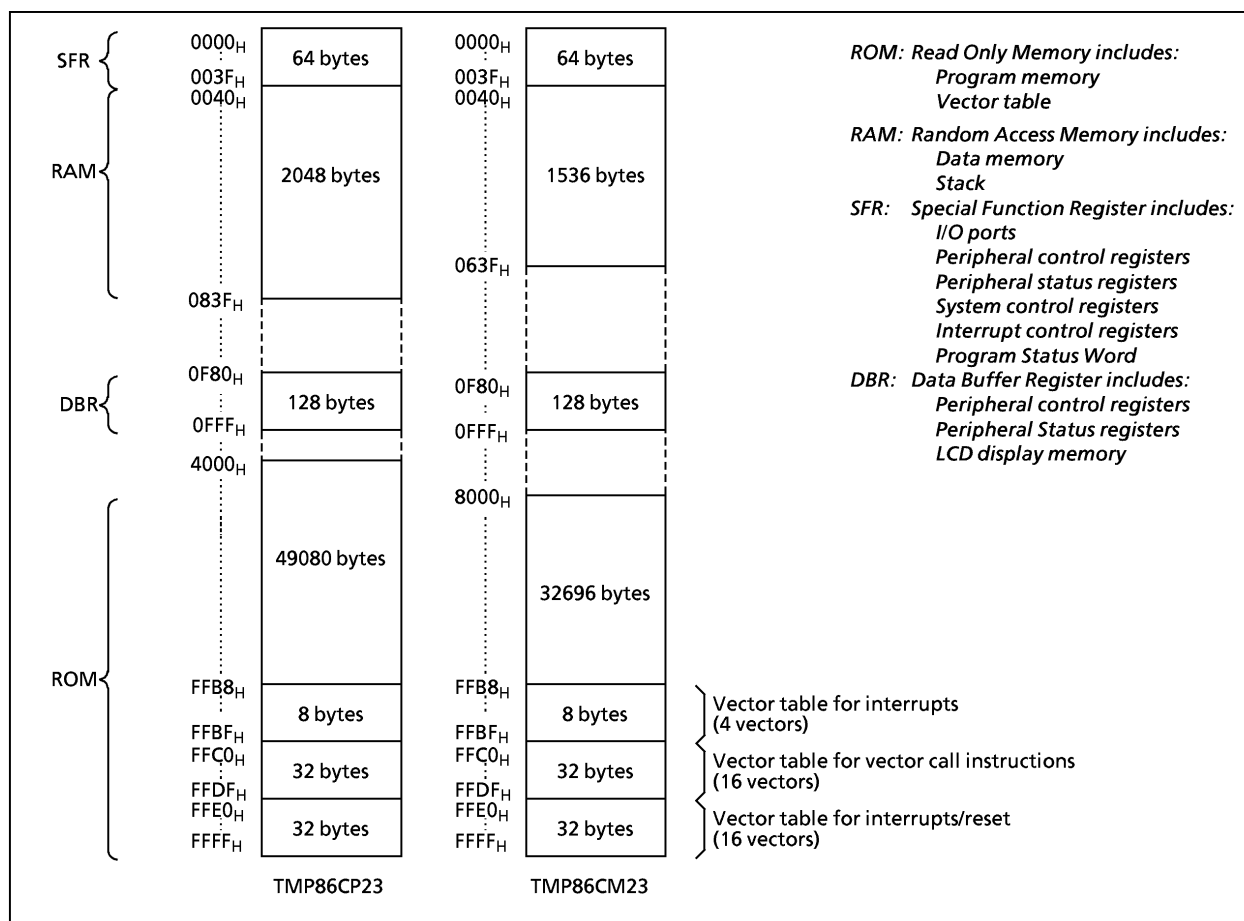 SFR
RAM
DBR
ROM
0000H
003FH
0040H
083FH
0F80H
0FFFH
4000H
FFB8H
FFBFH
FFC0H
FFDFH
FFE0H
FFFFH
64 bytes
2048 bytes
128 bytes
49080 bytes
8 bytes
32 bytes
32 bytes
TMP86CP23
0000H
003FH
0040H
063FH
0F80H
0FFFH
8000H
FFB8H
FFBFH
FFC0H
FFDFH
FFE0H
FFFFH
64 bytes
1536 bytes
128 bytes
32696 bytes
8 bytes
32 bytes
32 bytes
TMP86CM23
ROM: Read Only Memory includes:
Program memory
Vector table
RAM: Random Access Memory includes:
Data memory
Stack
SFR: Special Function Register includes:
I/O ports
Peripheral control registers
Peripheral status registers
System control registers
Interrupt control registers
Program Status Word
DBR: Data Buffer Register includes:
Peripheral control registers
Peripheral Status registers
LCD display memory
Vector table for interrupts
(4 vectors)
Vector table for vector call instructions
(16 vectors)
Vector table for interrupts/reset
(16 vectors)